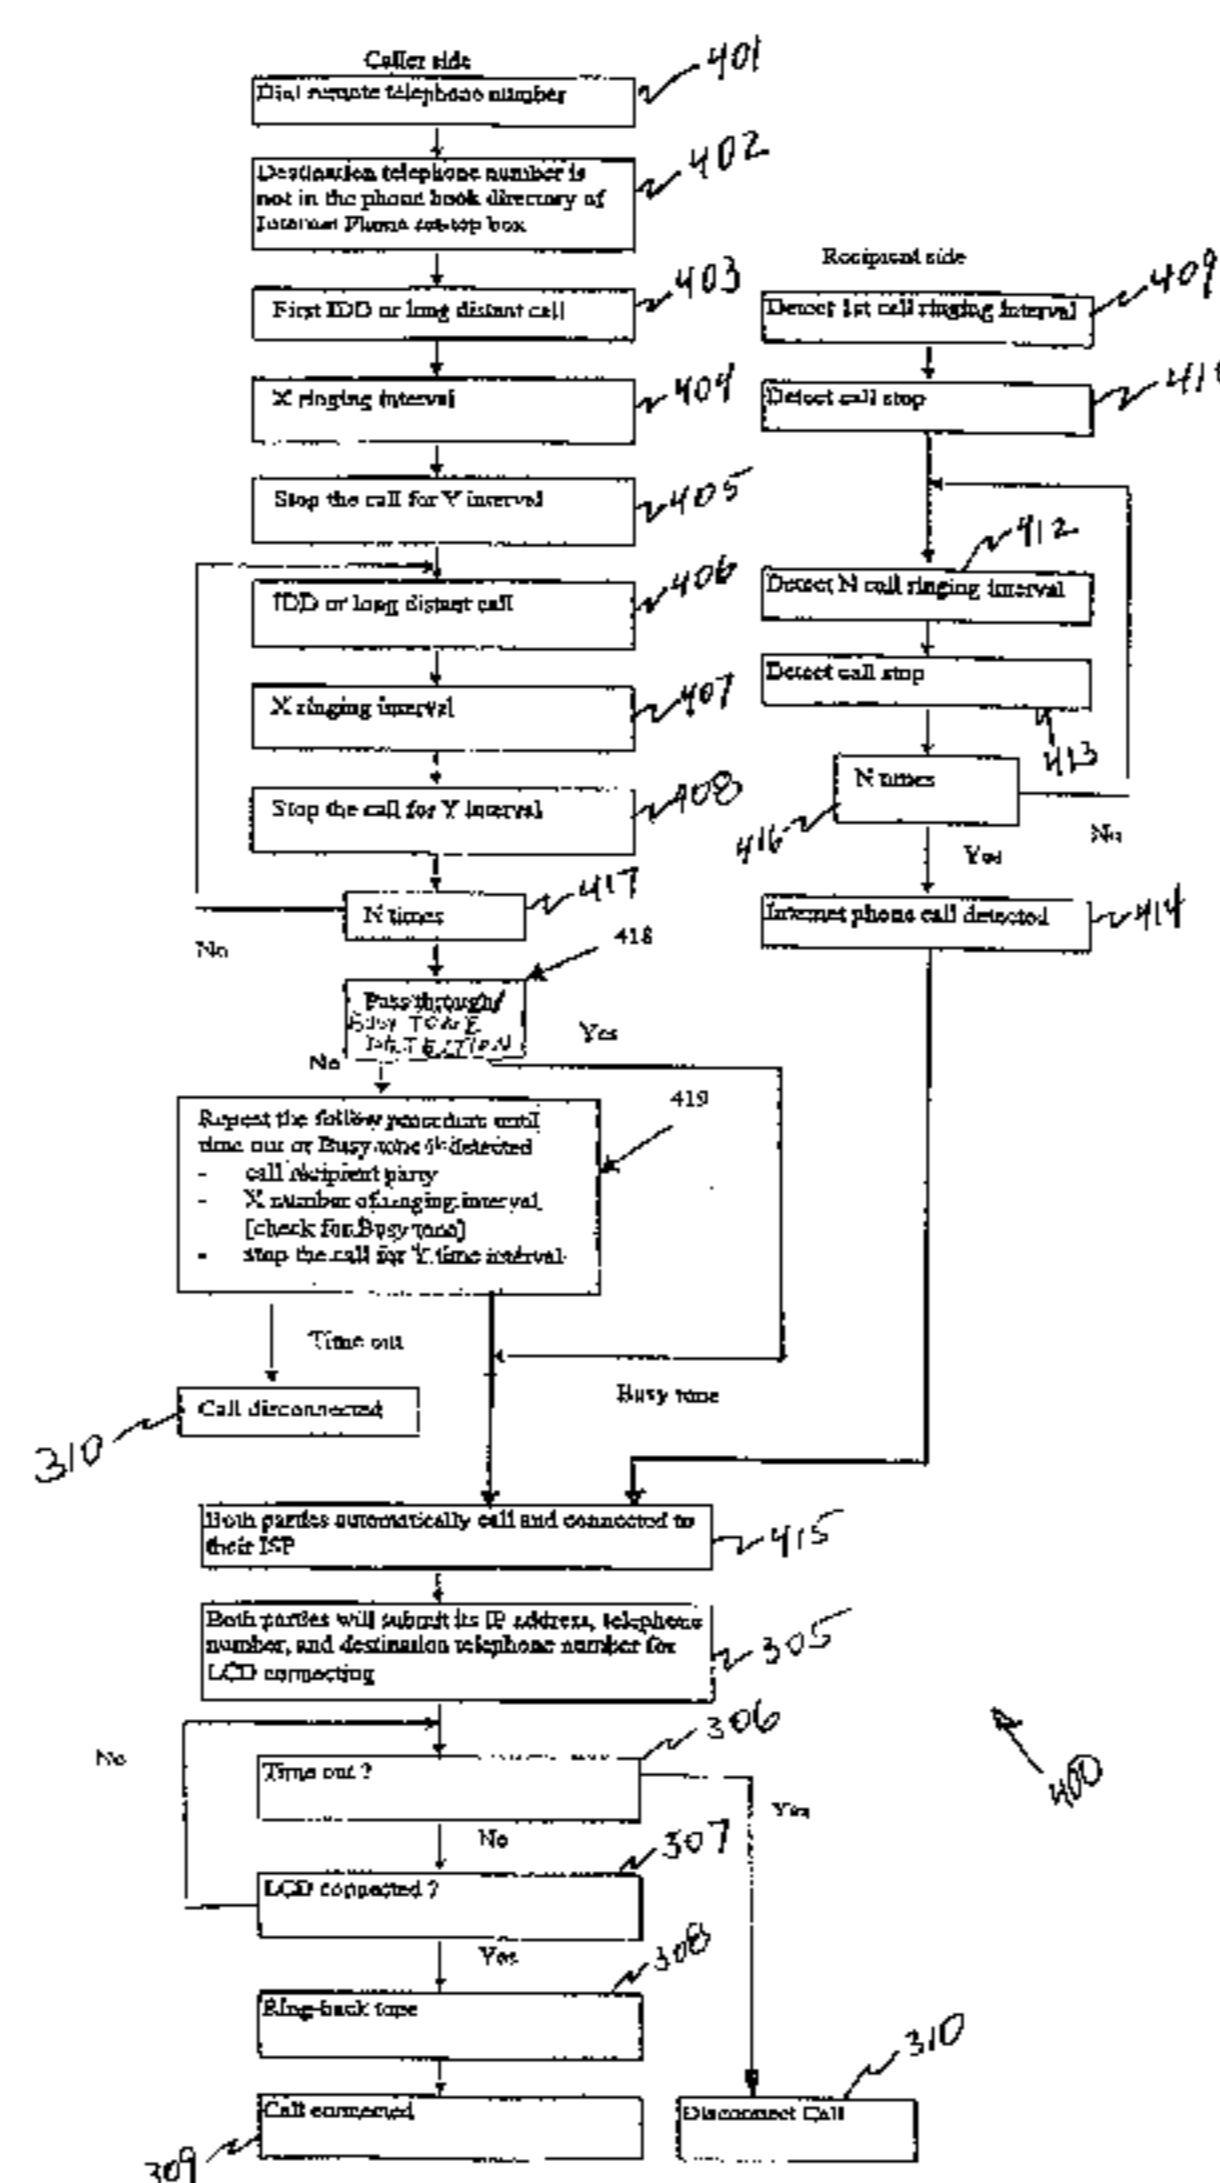 Caller side
401
Dial remote telephone number
402
Destination telephone number is
not in the phone book directory of
Internet Phone set-top box
403
First IDD or long distant call
404
X ringing interval
405
Stop the call for Y interval
406
IDD or long distant call
407
X ringing interval
408
Stop the call for Y interval
417
N times
No
418
Pass through/
BUSY TONE
DETECTION
Yes
No
419
Repeat the follow procedure until
time out or Busy tone is detected
- call recipient party
- X number of ringing interval
[check for Busy tone]
- stop the call for Y time interval
Time out
Busy tone
Call disconnected
310
Recipient side
409
Detect 1st call ringing interval
Detect call stop
412
Detect N call ringing interval
Detect call stop
413
N times
416
No
Yes
Internet phone call detected
414
Both parties automatically call and connected to
their ISP
415
Both parties will submit its IP address, telephone
number, and destination telephone number for
LCD connecting
305
306
No
Time out ?
Yes
No
307
LCD connected ?
Yes
308
Ring-back tone
310
Call connected
Disconnect Call
309
400